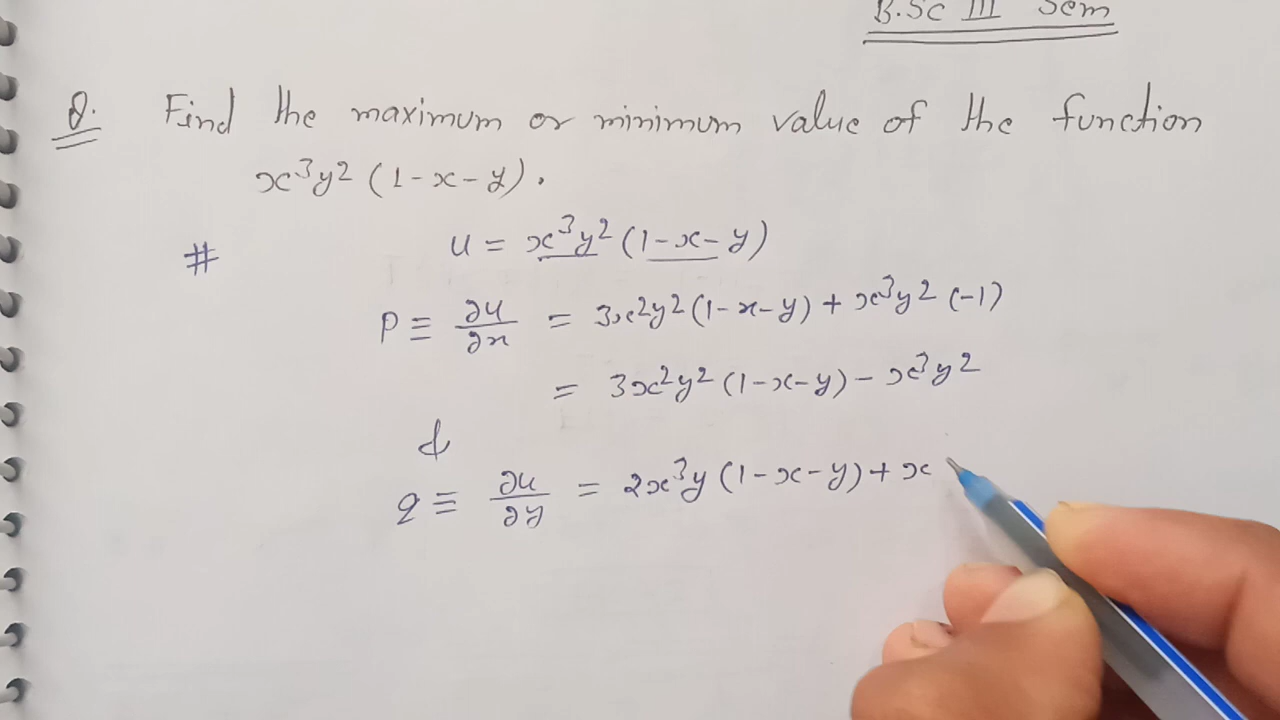 B.Sc III Sem
Q. Find the maximum or minimum value of the function
x³y² (1-x-y).
# u = x³y² (1-x-y)
p ≡ ∂u/∂x = 3x²y² (1-x-y) + x³y² (-1)
= 3x²y² (1-x-y) - x³y²
&
q ≡ ∂u/∂y = 2x³y (1-x-y) + x